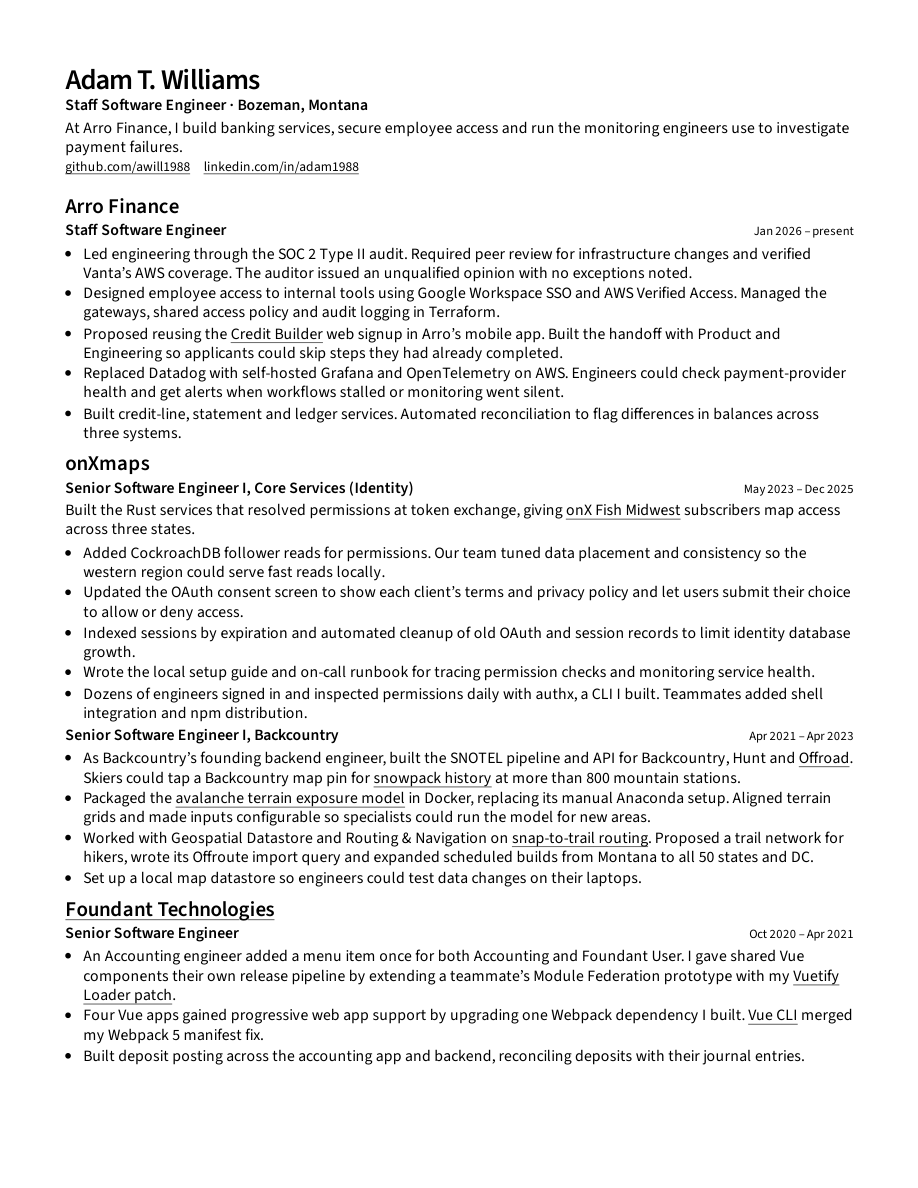 Adam T. Williams
Staff Software Engineer · Bozeman, Montana
At Arro Finance, I build banking services, secure employee access and run the monitoring engineers use to investigate
payment failures.
github.com/awill1988 linkedin.com/in/adam1988
Arro Finance
Staff Software Engineer Jan 2026 – present
• Led engineering through the SOC 2 Type II audit. Required peer review for infrastructure changes and verified
Vanta’s AWS coverage. The auditor issued an unqualified opinion with no exceptions noted.
• Designed employee access to internal tools using Google Workspace SSO and AWS Verified Access. Managed the
gateways, shared access policy and audit logging in Terraform.
• Proposed reusing the Credit Builder web signup in Arro’s mobile app. Built the handoff with Product and
Engineering so applicants could skip steps they had already completed.
• Replaced Datadog with self-hosted Grafana and OpenTelemetry on AWS. Engineers could check payment-provider
health and get alerts when workflows stalled or monitoring went silent.
• Built credit-line, statement and ledger services. Automated reconciliation to flag differences in balances across
three systems.
onXmaps
Senior Software Engineer I, Core Services (Identity) May 2023 – Dec 2025
Built the Rust services that resolved permissions at token exchange, giving onX Fish Midwest subscribers map access
across three states.
• Added CockroachDB follower reads for permissions. Our team tuned data placement and consistency so the
western region could serve fast reads locally.
• Updated the OAuth consent screen to show each client’s terms and privacy policy and let users submit their choice
to allow or deny access.
• Indexed sessions by expiration and automated cleanup of old OAuth and session records to limit identity database
growth.
• Wrote the local setup guide and on-call runbook for tracing permission checks and monitoring service health.
• Dozens of engineers signed in and inspected permissions daily with authx, a CLI I built. Teammates added shell
integration and npm distribution.
Senior Software Engineer I, Backcountry Apr 2021 – Apr 2023
• As Backcountry’s founding backend engineer, built the SNOTEL pipeline and API for Backcountry, Hunt and Offroad.
Skiers could tap a Backcountry map pin for snowpack history at more than 800 mountain stations.
• Packaged the avalanche terrain exposure model in Docker, replacing its manual Anaconda setup. Aligned terrain
grids and made inputs configurable so specialists could run the model for new areas.
• Worked with Geospatial Datastore and Routing & Navigation on snap-to-trail routing. Proposed a trail network for
hikers, wrote its Offroute import query and expanded scheduled builds from Montana to all 50 states and DC.
• Set up a local map datastore so engineers could test data changes on their laptops.
Foundant Technologies
Senior Software Engineer Oct 2020 – Apr 2021
• An Accounting engineer added a menu item once for both Accounting and Foundant User. I gave shared Vue
components their own release pipeline by extending a teammate’s Module Federation prototype with my Vuetify
Loader patch.
• Four Vue apps gained progressive web app support by upgrading one Webpack dependency I built. Vue CLI merged
my Webpack 5 manifest fix.
• Built deposit posting across the accounting app and backend, reconciling deposits with their journal entries.